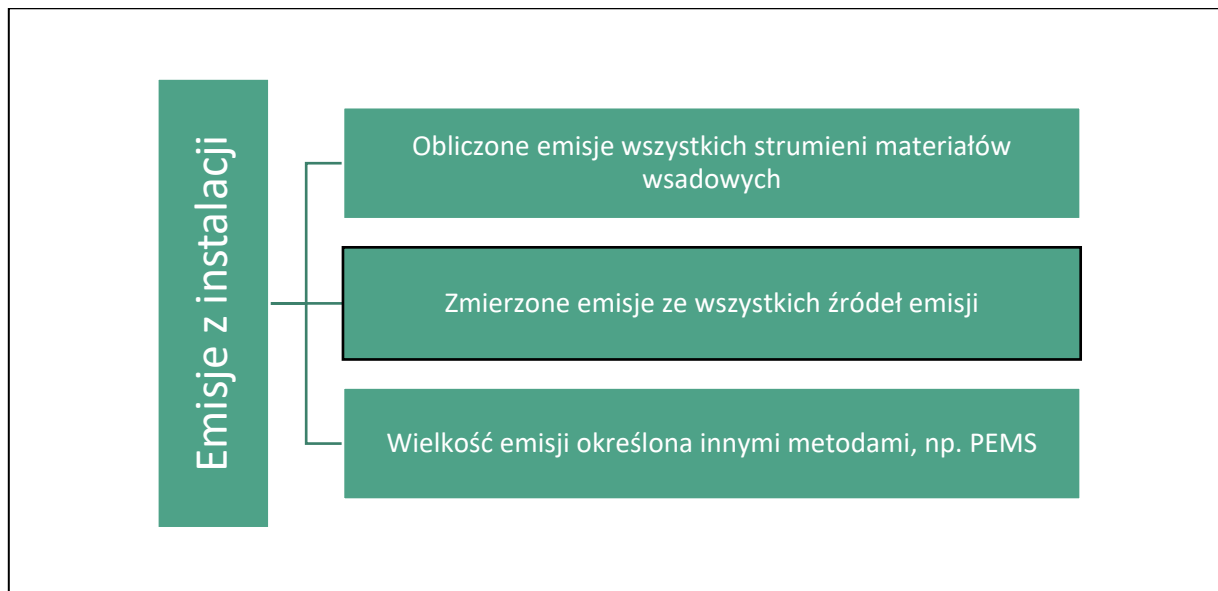 Emisje z instalacji
Obliczone emisje wszystkich strumieni materiałów
wsadowych
Zmierzone emisje ze wszystkich źródeł emisji
Wielkość emisji określona innymi metodami, np. PEMS